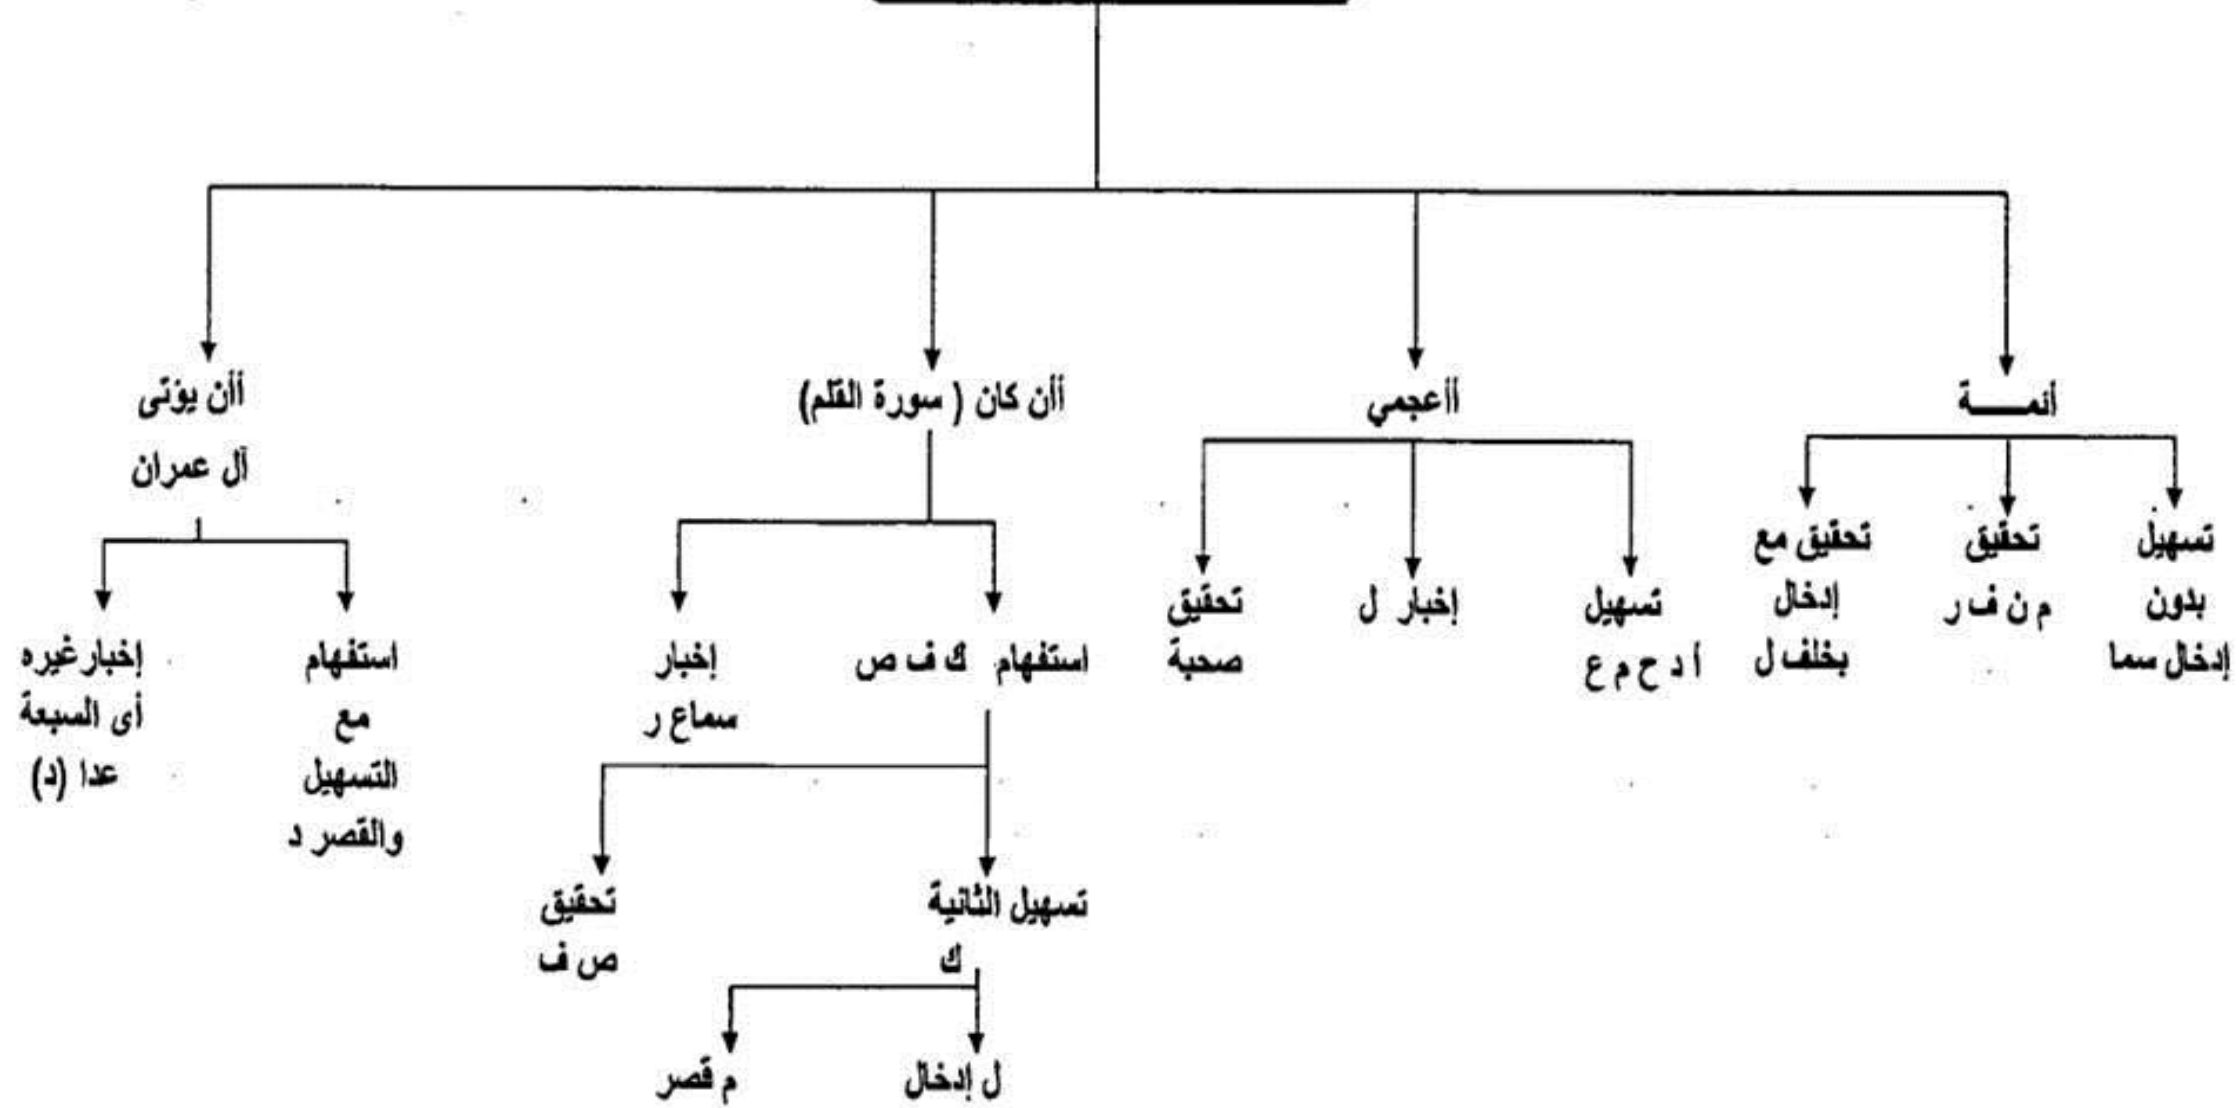 أئمـــة
تسهيل
بدون
إدخال سما
تحقيق
م ن ف ر
تحقيق مع
إدخال
بخلف ل
أأعجمي
تسهيل
أ د ح م ع
إخبار ل
تحقيق
صحبة
أأن كان ( سورة القلم)
استفهام ك ف ص
إخبار
سماع ر
تسهيل الثانية
ك
تحقيق
ص ف
ل إدخال
م قصر
أأن يؤتى
آل عمران
استفهام
مع
التسهيل
والقصر د
إخبار غيره
أى السبعة
عدا (د)